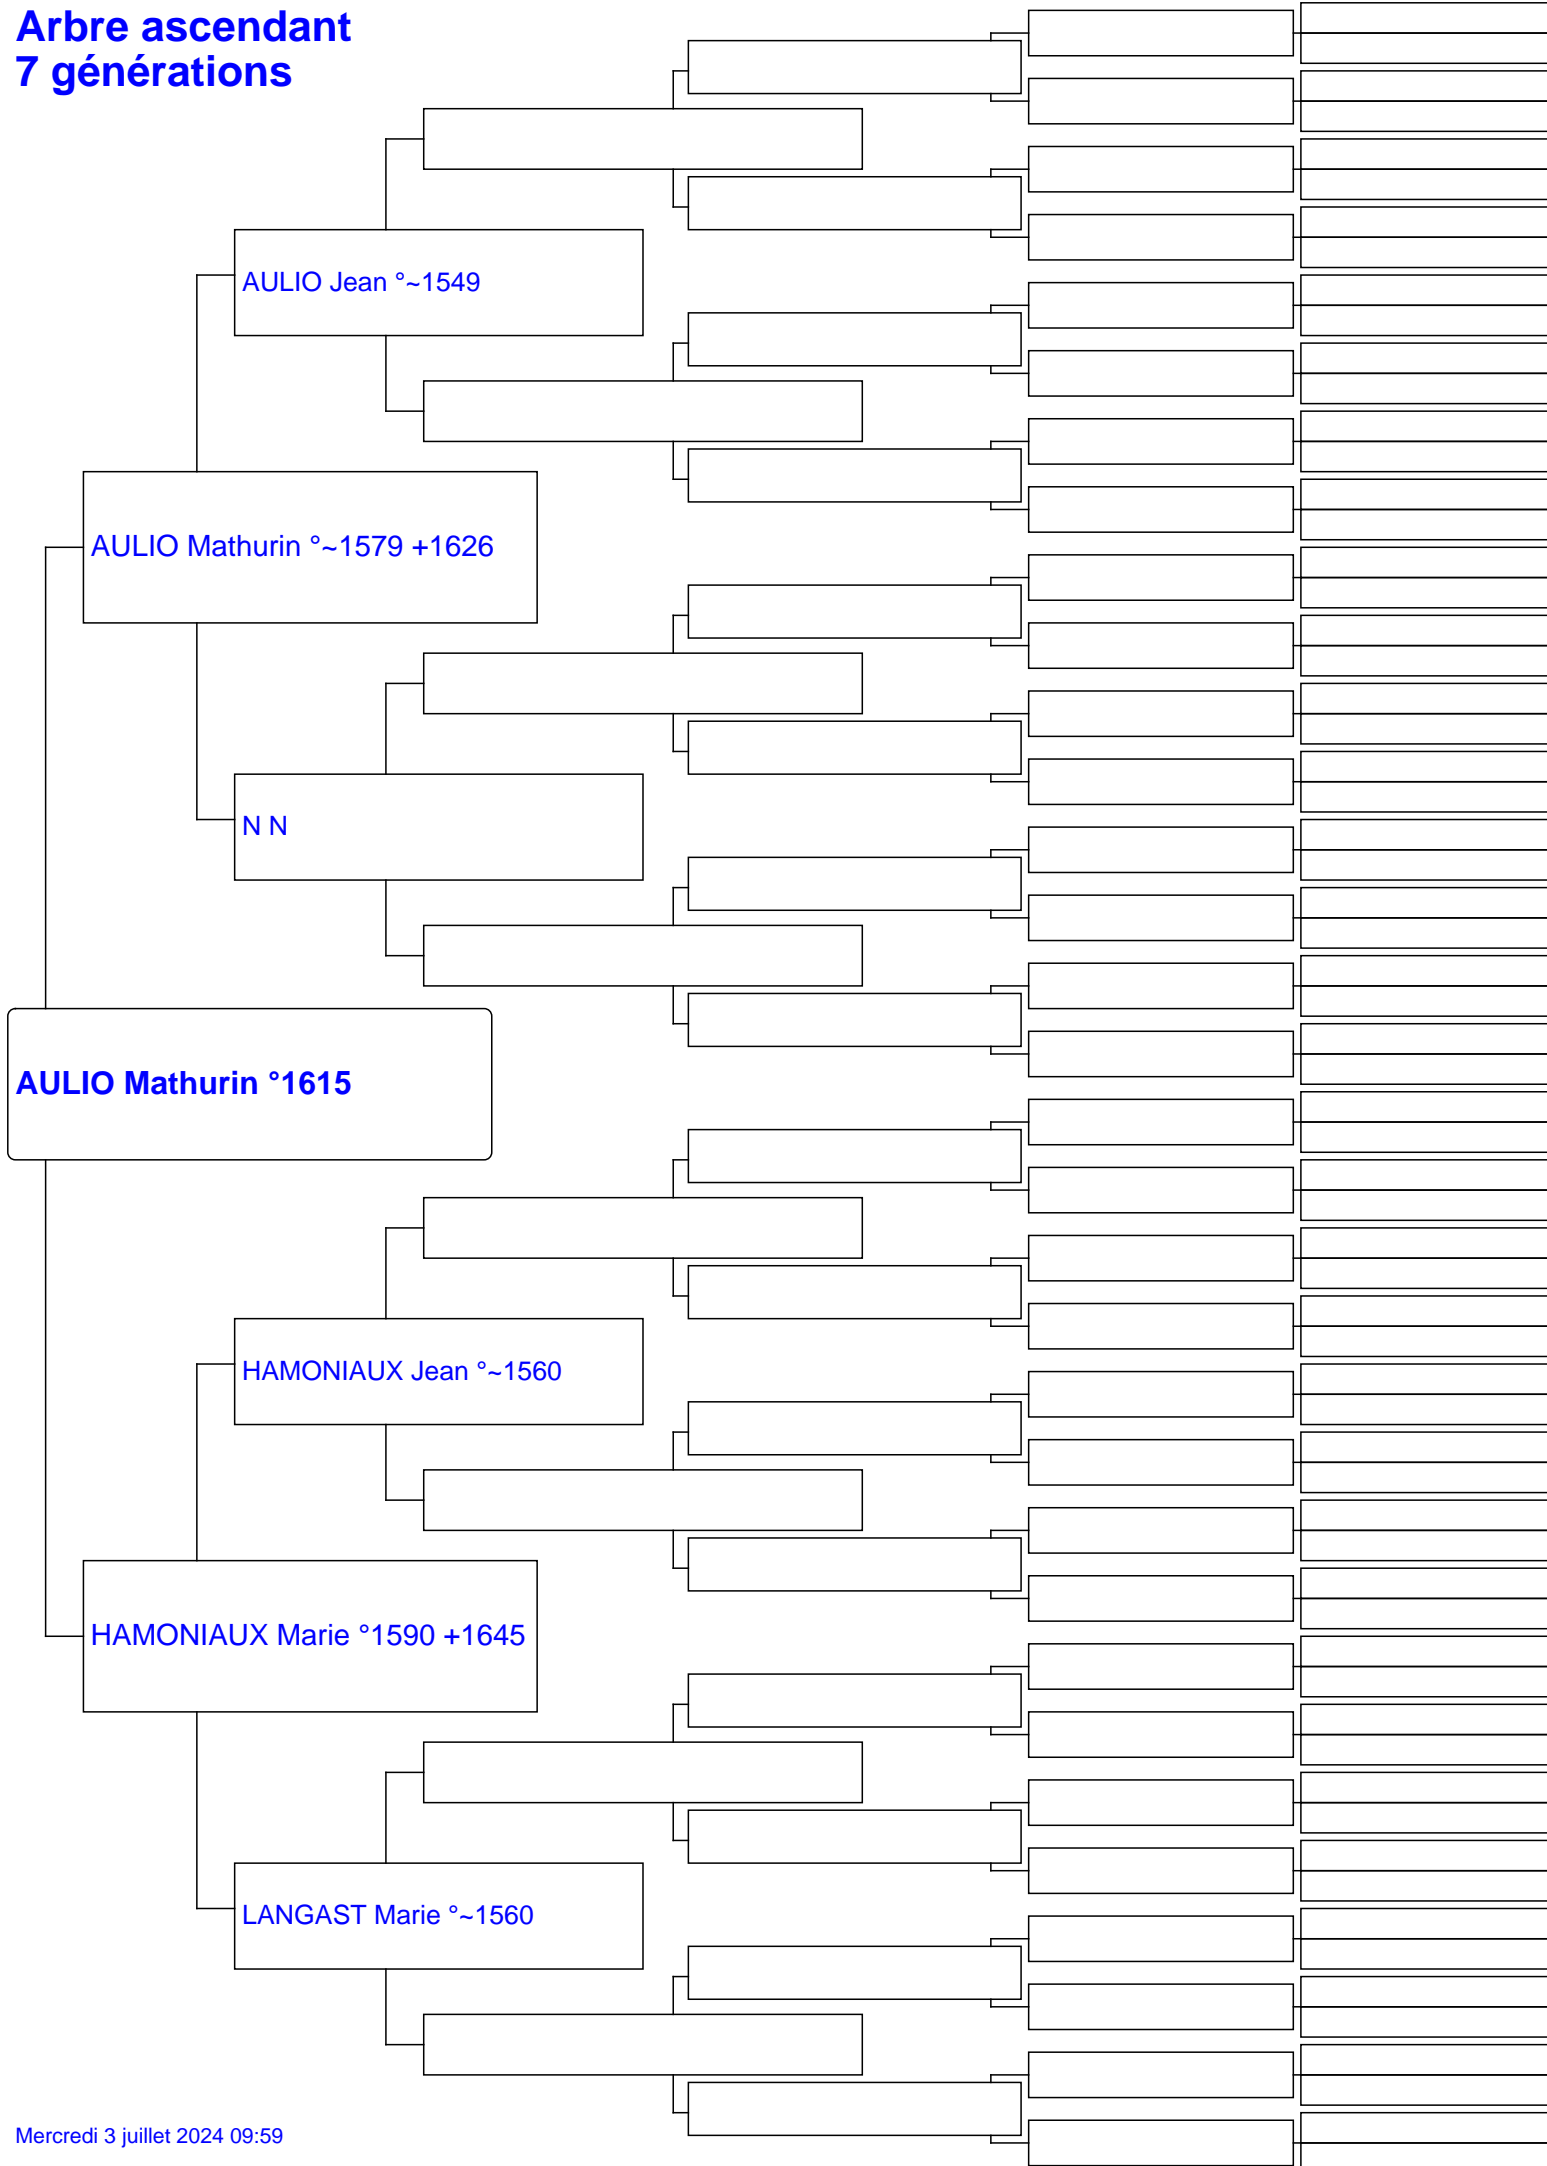 Arbre ascendant
7 générations
AULIO Jean °~1549
AULIO Mathurin °~1579 +1626
N N
AULIO Mathurin °1615
HAMONIAUX Jean °~1560
HAMONIAUX Marie °1590 +1645
LANGAST Marie °~1560
Mercredi 3 juillet 2024 09:59